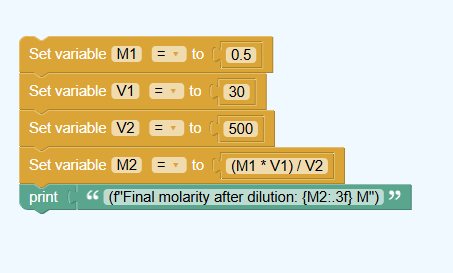 Set variable M1 = to 0.5
Set variable V1 = to 30
Set variable V2 = to 500
Set variable M2 = to (M1 * V1) / V2
print “ (f"Final molarity after dilution: {M2:.3f} M") ”